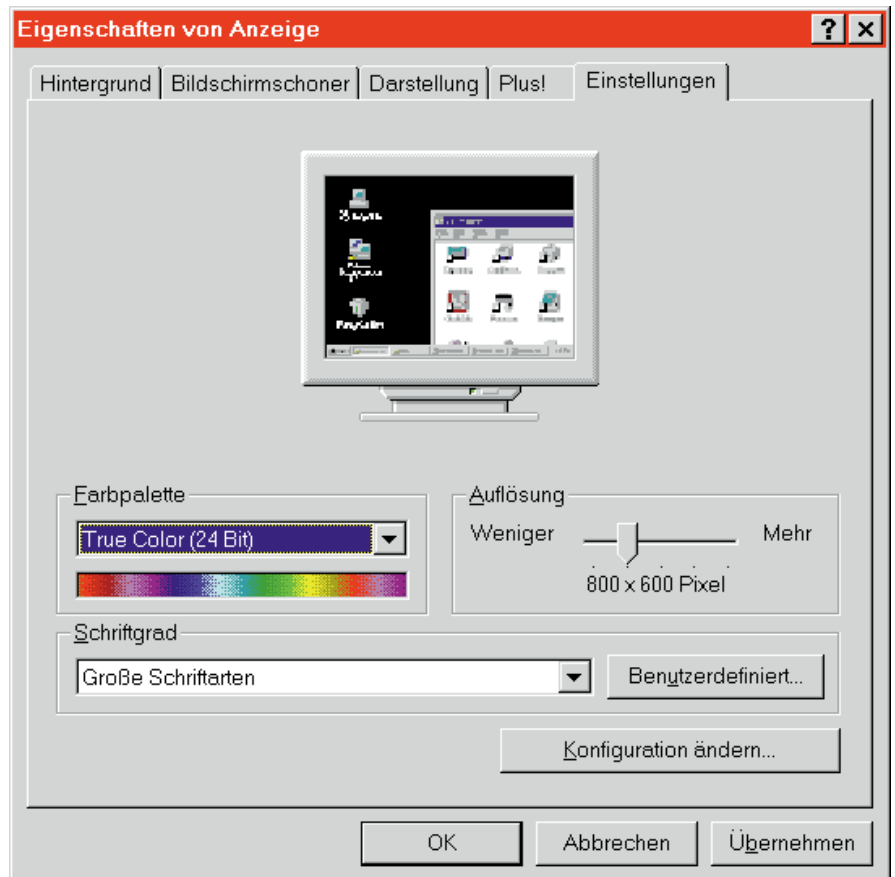 Eigenschaften von Anzeige
Hintergrund Bildschirmschoner Darstellung Plus! Einstellungen
Farbpalette
True Color (24 Bit)
Auflösung
Weniger Mehr
800 x 600 Pixel
Schriftgrad
Große Schriftarten
Benutzerdefiniert...
Konfiguration ändern...
OK Abbrechen Übernehmen